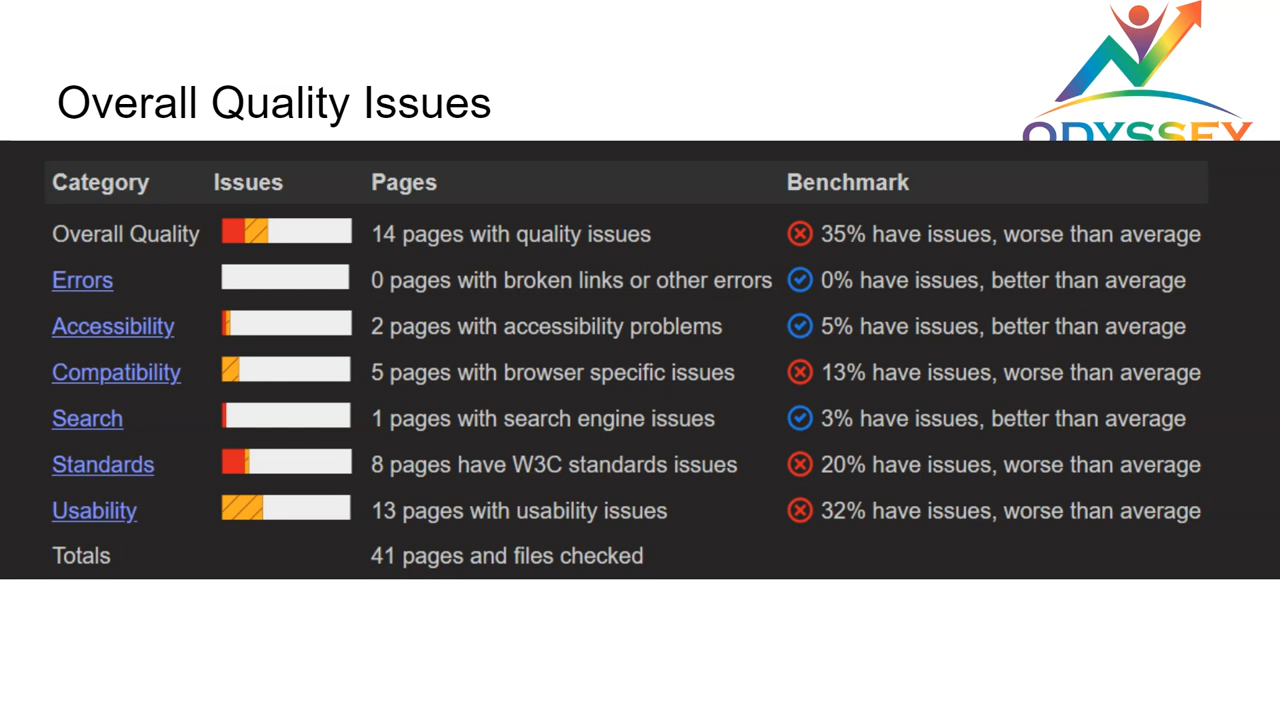 Overall Quality Issues
ODYSSEY
Category Issues Pages Benchmark
Overall Quality 14 pages with quality issues 35% have issues, worse than average
Errors 0 pages with broken links or other errors 0% have issues, better than average
Accessibility 2 pages with accessibility problems 5% have issues, better than average
Compatibility 5 pages with browser specific issues 13% have issues, worse than average
Search 1 pages with search engine issues 3% have issues, better than average
Standards 8 pages have W3C standards issues 20% have issues, worse than average
Usability 13 pages with usability issues 32% have issues, worse than average
Totals 41 pages and files checked